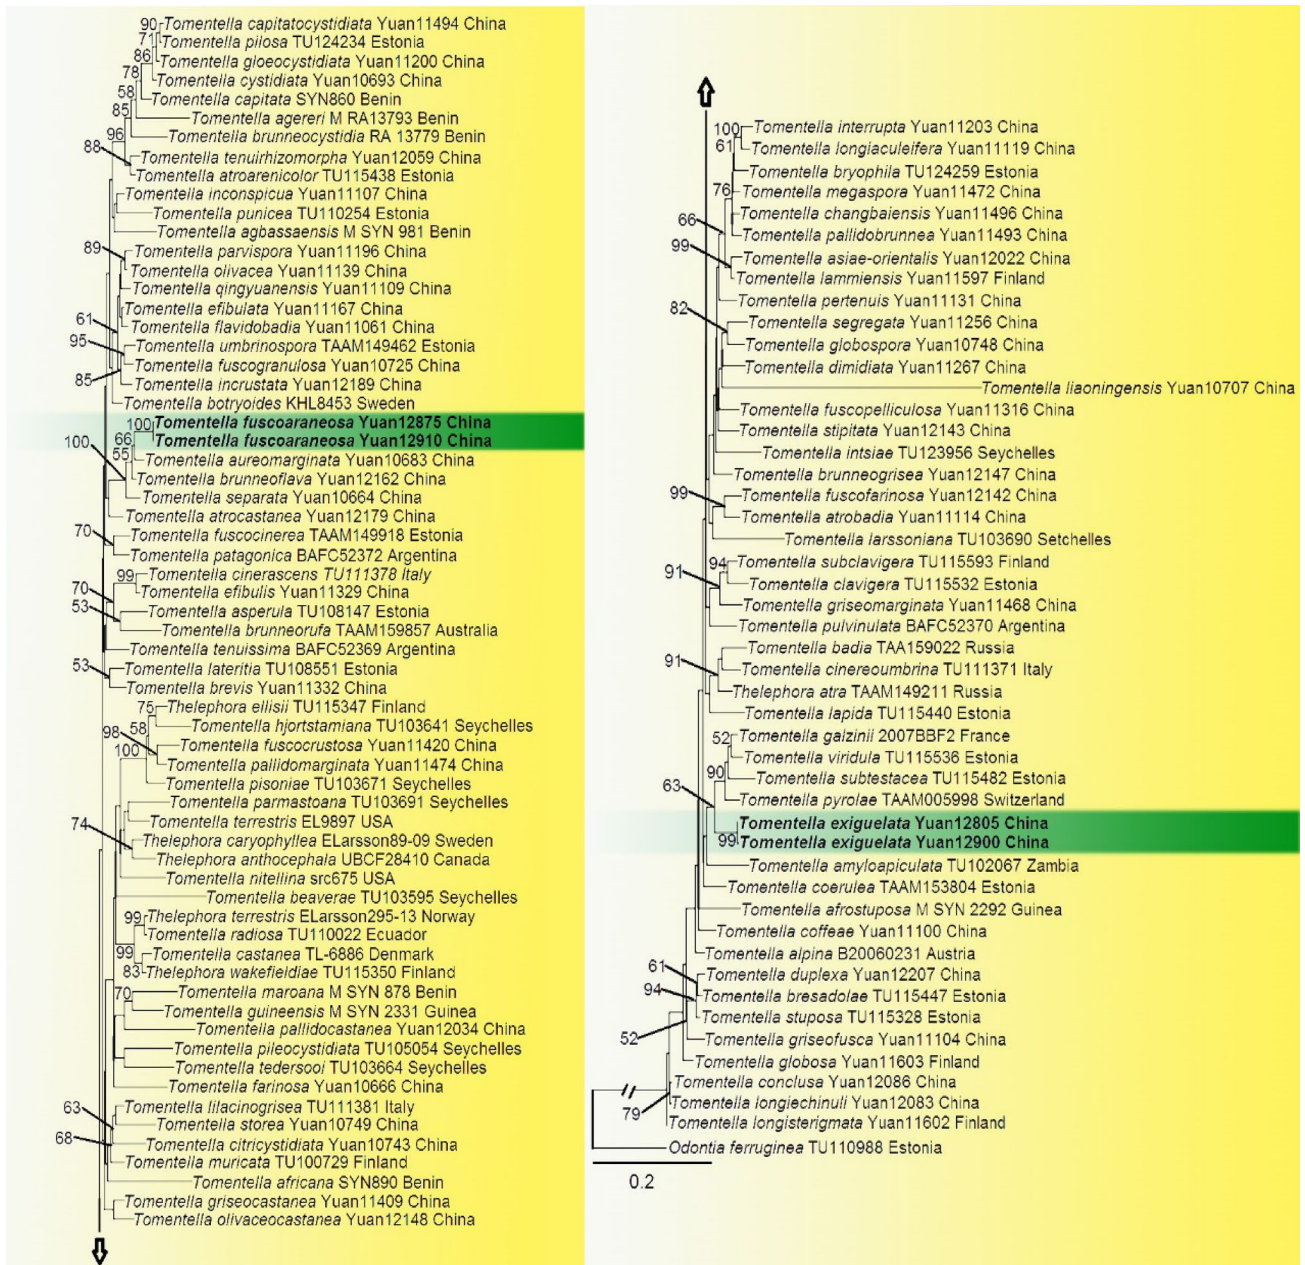 90 Tomentella capitatocystidiata Yuan11494 China
71 Tomentella pilosa TU124234 Estonia
86 Tomentella gloeocystidiata Yuan11200 China
78 Tomentella cystidiata Yuan10693 China
58 Tomentella capitata SYN860 Benin
85 Tomentella agereri M RA13793 Benin
96 Tomentella brunneocystidia RA 13779 Benin
88 Tomentella tenuirhizomorpha Yuan12059 China
Tomentella atroarenicolor TU115438 Estonia
Tomentella inconspicua Yuan11107 China
Tomentella punicea TU110254 Estonia
Tomentella agbassaensis M SYN 981 Benin
89 Tomentella parvispora Yuan11196 China
Tomentella olivacea Yuan11139 China
Tomentella qingyuanensis Yuan11109 China
Tomentella efibulata Yuan11167 China
61 Tomentella flavidobadia Yuan11061 China
95 Tomentella umbrinospora TAAM149462 Estonia
Tomentella fuscogranulosa Yuan10725 China
85 Tomentella incrustata Yuan12189 China
Tomentella botryoides KHL8453 Sweden
100 Tomentella fuscoaraneosa Yuan12875 China
100 66 Tomentella fuscoaraneosa Yuan12910 China
55 Tomentella aureomarginata Yuan10683 China
Tomentella brunneoflava Yuan12162 China
Tomentella separata Yuan10664 China
Tomentella atrocastanea Yuan12179 China
70 Tomentella fuscocinerea TAAM149918 Estonia
Tomentella patagonica BAFC52372 Argentina
99 Tomentella cinerascens TU111378 Italy
70 Tomentella efibulis Yuan11329 China
53 Tomentella asperula TU108147 Estonia
Tomentella brunneorufa TAAM159857 Australia
Tomentella tenuissima BAFC52369 Argentina
53 Tomentella lateritia TU108551 Estonia
Tomentella brevis Yuan11332 China
75 Thelephora ellisii TU115347 Finland
58 Tomentella hjortstamiana TU103641 Seychelles
98 Tomentella fuscocrustosa Yuan11420 China
100 Tomentella pallidomarginata Yuan11474 China
Tomentella pisoniae TU103671 Seychelles
Tomentella parmastoana TU103691 Seychelles
74 Tomentella terrestris EL9897 USA
Thelephora caryophyllea ELarsson89-09 Sweden
Thelephora anthocephala UBCF28410 Canada
Tomentella nitellina src675 USA
Tomentella beaverae TU103595 Seychelles
99 Thelephora terrestris ELarsson295-13 Norway
Tomentella radiosa TU110022 Ecuador
99 Tomentella castanea TL-6886 Denmark
83 Thelephora wakefieldiae TU115350 Finland
70 Tomentella maroana M SYN 878 Benin
Tomentella guineensis M SYN 2331 Guinea
Tomentella pallidocastanea Yuan12034 China
Tomentella pileocystidiata TU105054 Seychelles
Tomentella tedersooi TU103664 Seychelles
Tomentella farinosa Yuan10666 China
63 Tomentella lilacinogrisea TU111381 Italy
Tomentella storea Yuan10749 China
68 Tomentella citricystidiata Yuan10743 China
Tomentella muricata TU100729 Finland
Tomentella africana SYN890 Benin
Tomentella griseocastanea Yuan11409 China
Tomentella olivaceocastanea Yuan12148 China
100 Tomentella interrupta Yuan11203 China
61 Tomentella longiaculeifera Yuan11119 China
Tomentella bryophila TU124259 Estonia
76 Tomentella megaspora Yuan11472 China
66 Tomentella changbaiensis Yuan11496 China
Tomentella pallidobrunnea Yuan11493 China
99 Tomentella asiae-orientalis Yuan12022 China
Tomentella lammiensis Yuan11597 Finland
Tomentella pertenuis Yuan11131 China
82 Tomentella segregata Yuan11256 China
Tomentella globospora Yuan10748 China
Tomentella dimidiata Yuan11267 China
Tomentella liaoningensis Yuan10707 China
Tomentella fuscopelliculosa Yuan11316 China
Tomentella stipitata Yuan12143 China
Tomentella intsiae TU123956 Seychelles
Tomentella brunneogrisea Yuan12147 China
99 Tomentella fuscofarinosa Yuan12142 China
Tomentella atrobadia Yuan11114 China
Tomentella larssoniana TU103690 Setchelles
94 Tomentella subclavigera TU115593 Finland
91 Tomentella clavigera TU115532 Estonia
Tomentella griseomarginata Yuan11468 China
Tomentella pulvinulata BAFC52370 Argentina
Tomentella badia TAA159022 Russia
91 Tomentella cinereoumbrina TU111371 Italy
Thelephora atra TAAM149211 Russia
Tomentella lapida TU115440 Estonia
52 Tomentella galzinii 2007BBF2 France
Tomentella viridula TU115536 Estonia
90 Tomentella subtestacea TU115482 Estonia
63 Tomentella pyrolae TAAM005998 Switzerland
Tomentella exiguelata Yuan12805 China
99 Tomentella exiguelata Yuan12900 China
Tomentella amyloapiculata TU102067 Zambia
Tomentella coerulea TAAM153804 Estonia
Tomentella afrostuposa M SYN 2292 Guinea
Tomentella coffeae Yuan11100 China
Tomentella alpina B20060231 Austria
61 Tomentella duplexa Yuan12207 China
94 Tomentella bresadolae TU115447 Estonia
Tomentella stuposa TU115328 Estonia
52 Tomentella griseofusca Yuan11104 China
Tomentella globosa Yuan11603 Finland
Tomentella conclusa Yuan12086 China
79 Tomentella longiechinuli Yuan12083 China
Tomentella longisterigmata Yuan11602 Finland
Odontia ferruginea TU110988 Estonia
0.2